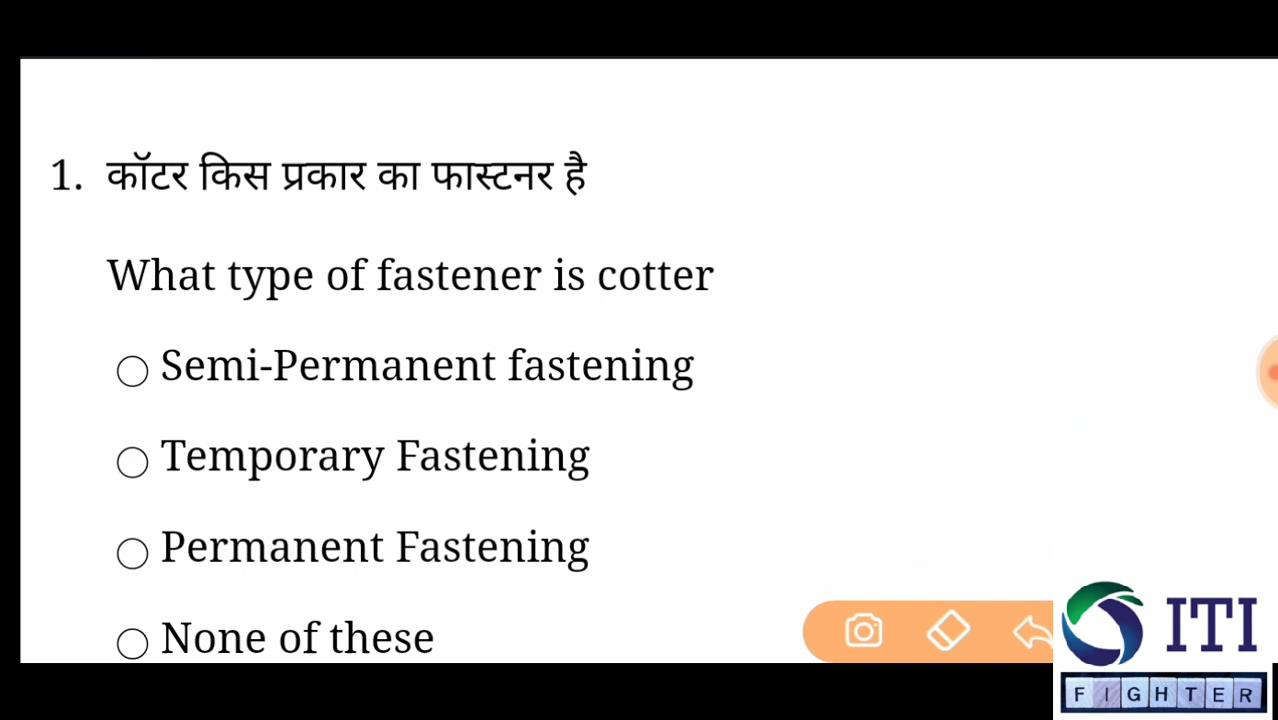 1. कॉटर किस प्रकार का फास्टनर है
What type of fastener is cotter
Semi-Permanent fastening
Temporary Fastening
Permanent Fastening
None of these
ITI
FIGHTER